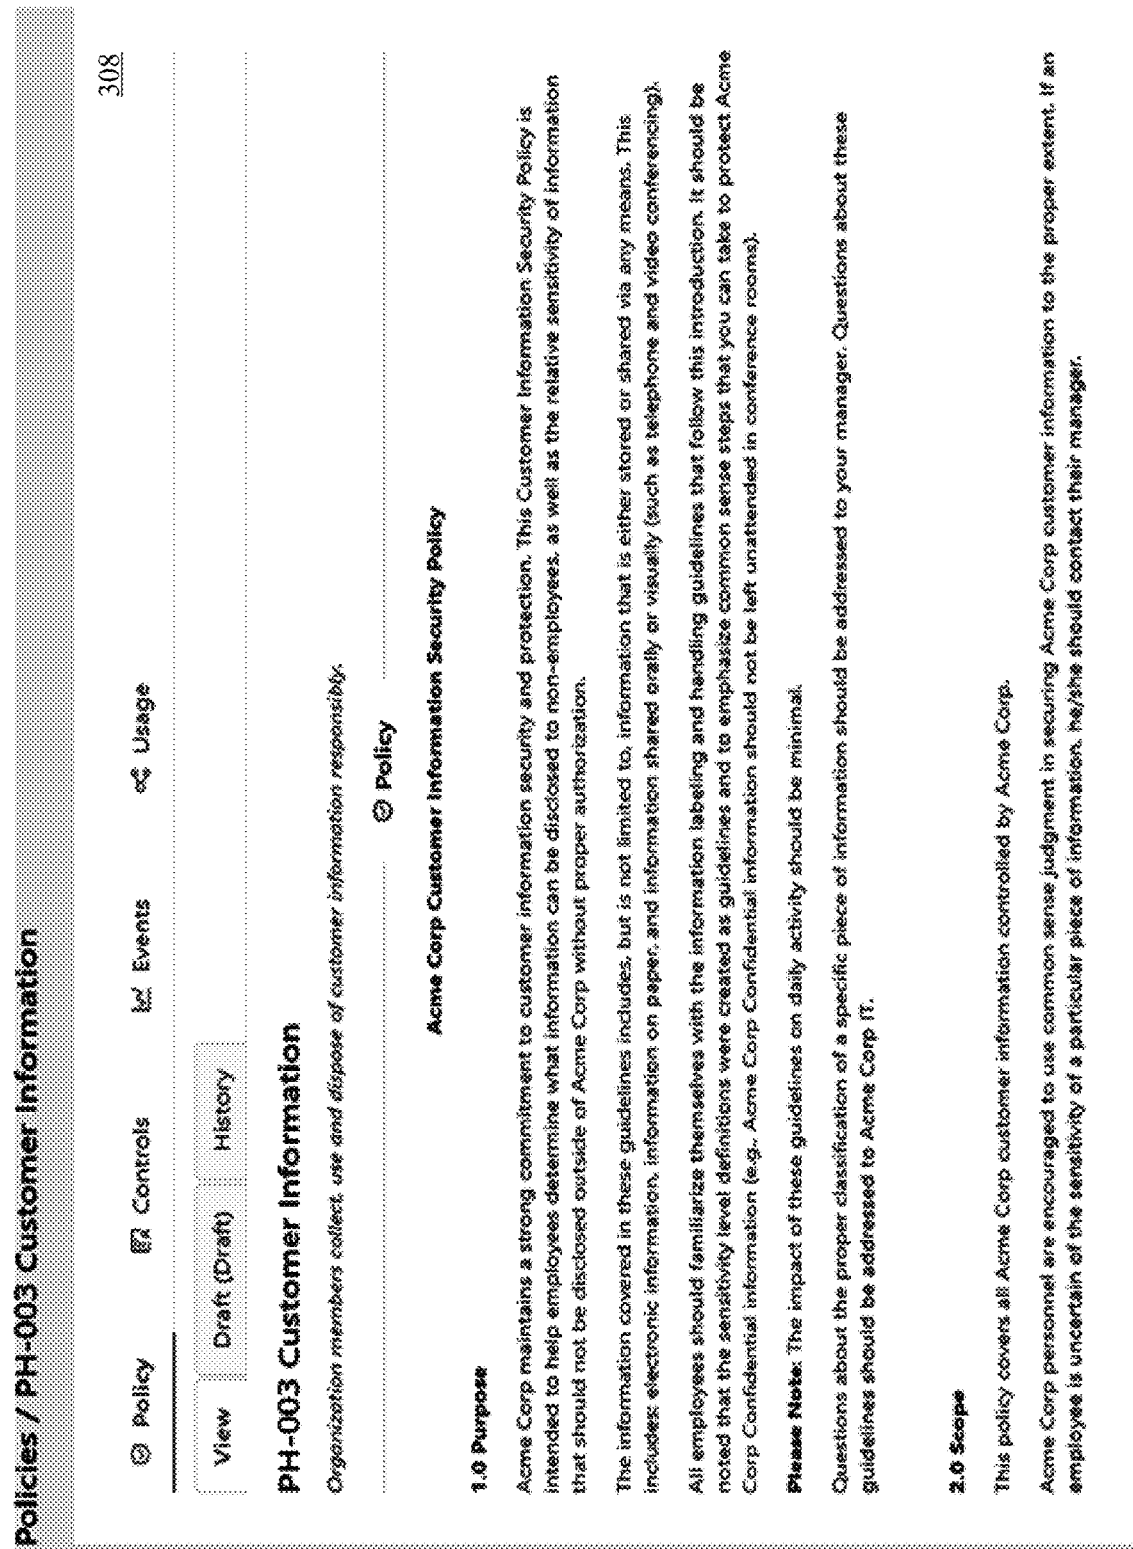 Policies / PH-003 Customer Information
308
Policy Controls Events Usage
View Draft (Draft) History
PH-003 Customer Information
Organization members collect, use and dispose of customer information responsibly.
Policy
Acme Corp Customer Information Security Policy
1.0 Purpose
Acme Corp maintains a strong commitment to customer information security and protection. This Customer Information Security Policy is
intended to help employees determine what information can be disclosed to non-employees, as well as the relative sensitivity of information
that should not be disclosed outside of Acme Corp without proper authorization.
The information covered in these guidelines includes, but is not limited to, information that is either stored or shared via any means. This
includes: electronic information, information on paper, and information shared orally or visually (such as telephone and video conferencing).
All employees should familiarize themselves with the information labeling and handling guidelines that follow this introduction. It should be
noted that the sensitivity level definitions were created as guidelines and to emphasize common sense steps that you can take to protect Acme
Corp Confidential information (e.g., Acme Corp Confidential information should not be left unattended in conference rooms).
Please Note: The impact of these guidelines on daily activity should be minimal.
Questions about the proper classification of a specific piece of information should be addressed to your manager. Questions about these
guidelines should be addressed to Acme Corp IT.
2.0 Scope
This policy covers all Acme Corp customer information controlled by Acme Corp.
Acme Corp personnel are encouraged to use common sense judgment in securing Acme Corp customer information to the proper extent. If an
employee is uncertain of the sensitivity of a particular piece of information, he/she should contact their manager.